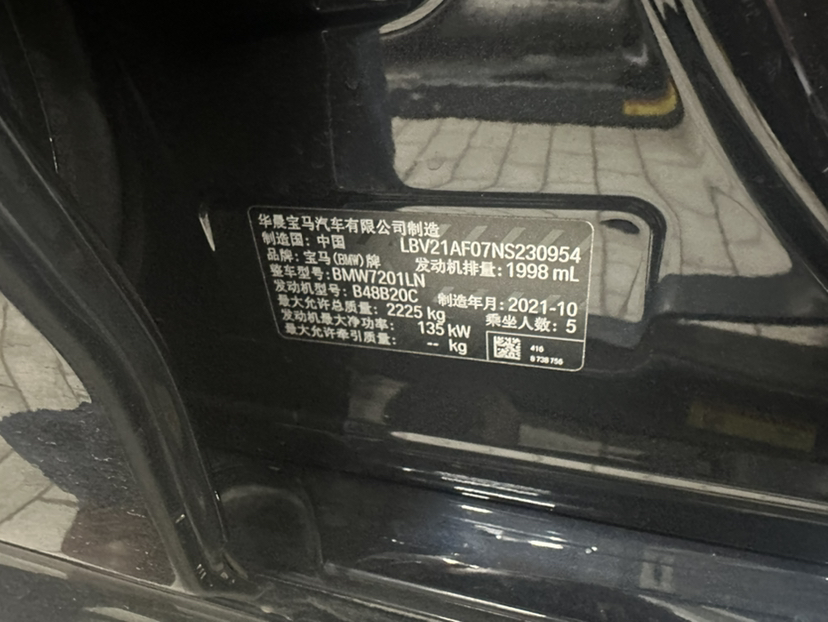 华晨宝马汽车有限公司制造
制造国：中国 LBV21AF07NS230954
品牌：宝马(BMW)牌 发动机排量：1998 mL
整车型号：BMW7201LN
发动机型号：B48B20C 制造年月：2021-10
最大允许总质量：2225 kg 乘坐人数：5
发动机最大净功率：135 kW
最大允许牵引质量：-- kg
416
8 738 756